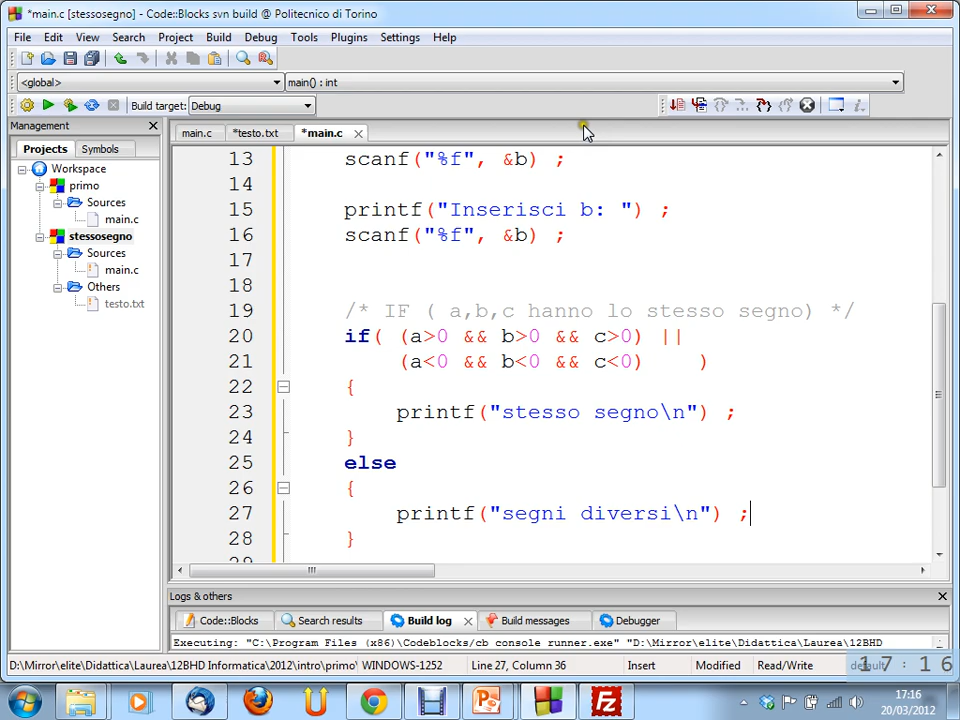 *main.c [stessosegno] - Code::Blocks svn build @ Politecnico di Torino
File Edit View Search Project Build Debug Tools Plugins Settings Help
<global> main() : int
Build target: Debug
Management
main.c *testo.txt *main.c
Projects Symbols
Workspace
primo
Sources
main.c
stessosegno
Sources
main.c
Others
testo.txt
13 scanf("%f", &b) ;
14
15 printf("Inserisci b: ") ;
16 scanf("%f", &b) ;
17
18
19 /* IF ( a,b,c hanno lo stesso segno) */
20 if( (a>0 && b>0 && c>0) ||
21 (a<0 && b<0 && c<0) )
22 {
23 printf("stesso segno\n") ;
24 }
25 else
26 {
27 printf("segni diversi\n") ;
28 }
Logs & others
Code::Blocks Search results Build log Build messages Debugger
Executing: "C:\Program Files (x86)\Codeblocks/cb console runner.exe" "D:\Mirror\elite\Didattica\Laurea\12BHD
D:\Mirror\elite\Didattica\Laurea\12BHD Informatica\2012\intro\primo\ WINDOWS-1252 Line 27, Column 36 Insert Modified Read/Write default
17:16
17:16
20/03/2012